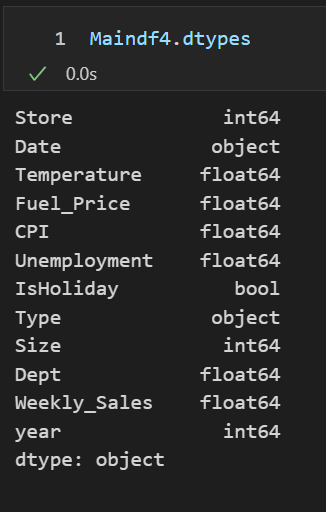 1 Maindf4.dtypes
0.0s
Store int64
Date object
Temperature float64
Fuel_Price float64
CPI float64
Unemployment float64
IsHoliday bool
Type object
Size int64
Dept float64
Weekly_Sales float64
year int64
dtype: object